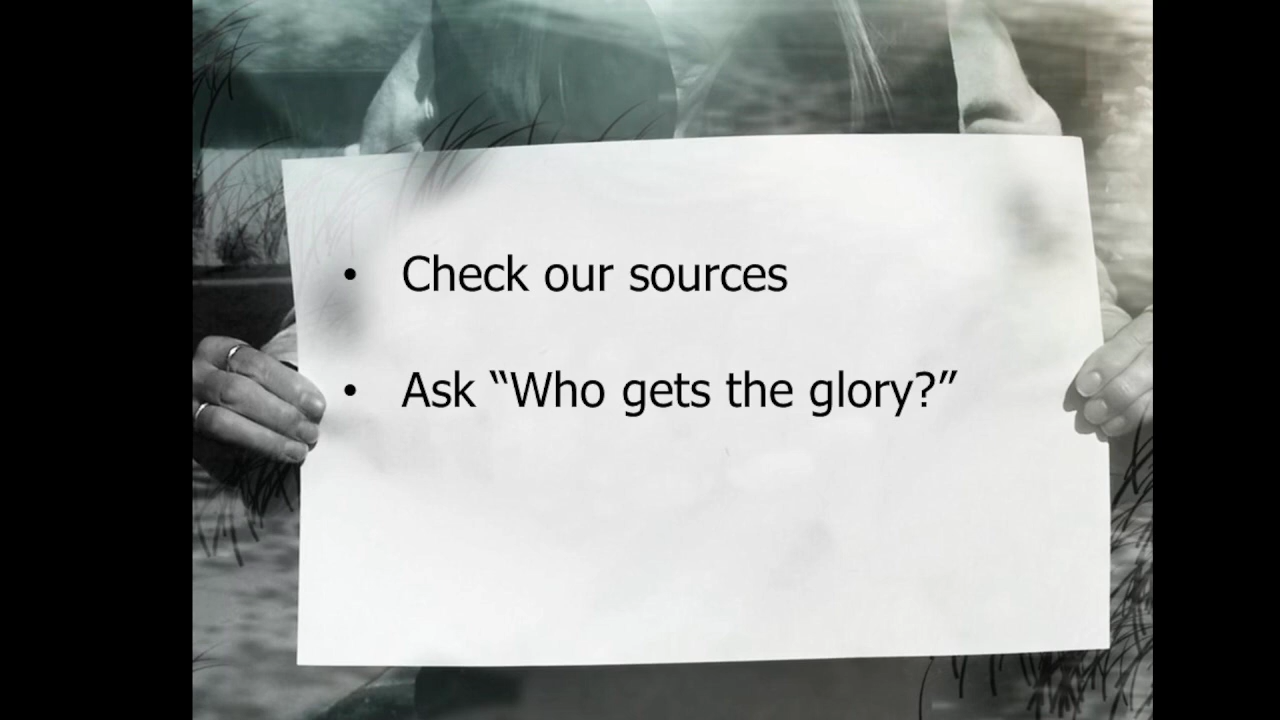 • Check our sources
• Ask “Who gets the glory?”